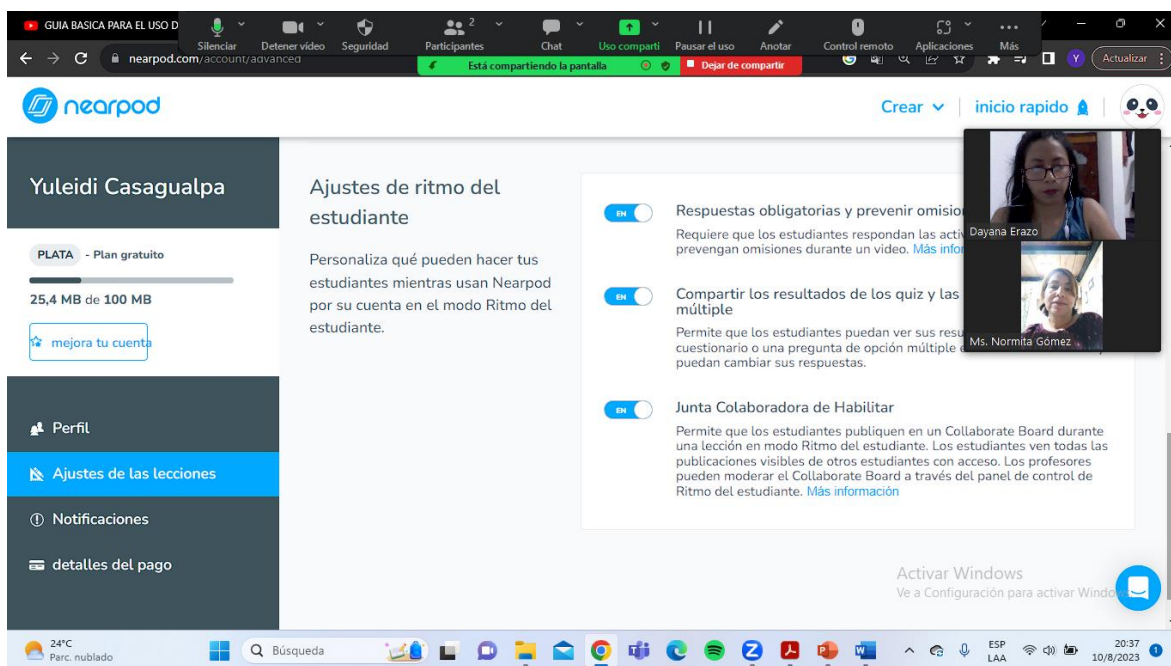 GUIA BASICA PARA EL USO D
Silenciar
Detener vídeo
Seguridad
2
Participantes
Chat
Uso comparti
Pausar el uso
Anotar
Control remoto
Aplicaciones
Más
nearpod.com/account/advanced
Está compartiendo la pantalla
Dejar de compartir
Y
Actualizar
nearpod
Crear
inicio rapido
Yuleidi Casagualpa
PLATA - Plan gratuito
25,4 MB de 100 MB
mejora tu cuenta
Perfil
Ajustes de las lecciones
Notificaciones
detalles del pago
Ajustes de ritmo del
estudiante
Personaliza qué pueden hacer tus
estudiantes mientras usan Nearpod
por su cuenta en el modo Ritmo del
estudiante.
EN
Respuestas obligatorias y prevenir omisio
Requiere que los estudiantes respondan las activ
prevengan omisiones durante un video. Más infor
EN
Compartir los resultados de los quiz y las
múltiple
Permite que los estudiantes puedan ver sus resu
cuestionario o una pregunta de opción múltiple e
puedan cambiar sus respuestas.
EN
Junta Colaboradora de Habilitar
Permite que los estudiantes publiquen en un Collaborate Board durante
una lección en modo Ritmo del estudiante. Los estudiantes ven todas las
publicaciones visibles de otros estudiantes con acceso. Los profesores
pueden moderar el Collaborate Board a través del panel de control de
Ritmo del estudiante. Más información
Dayana Erazo
Ms. Normita Gómez
Activar Windows
Ve a Configuración para activar Windo
24°C
Parc. nublado
Búsqueda
ESP
LAA
20:37
10/8/2023
1